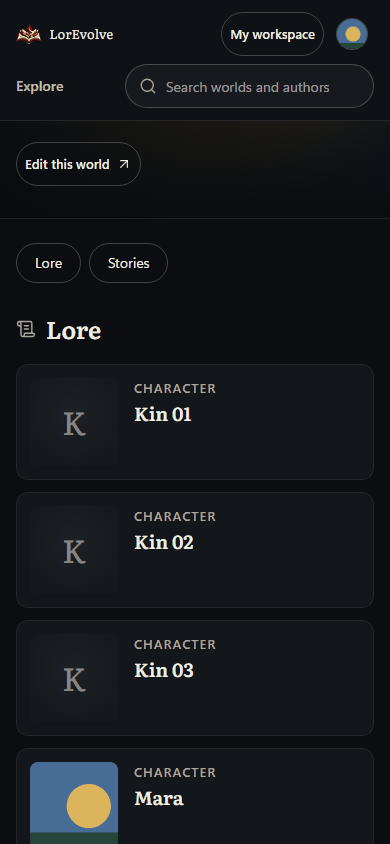 LorEvolve
My workspace
Explore
Search worlds and authors
Edit this world
Lore
Stories
Lore
K
CHARACTER
Kin 01
K
CHARACTER
Kin 02
K
CHARACTER
Kin 03
CHARACTER
Mara